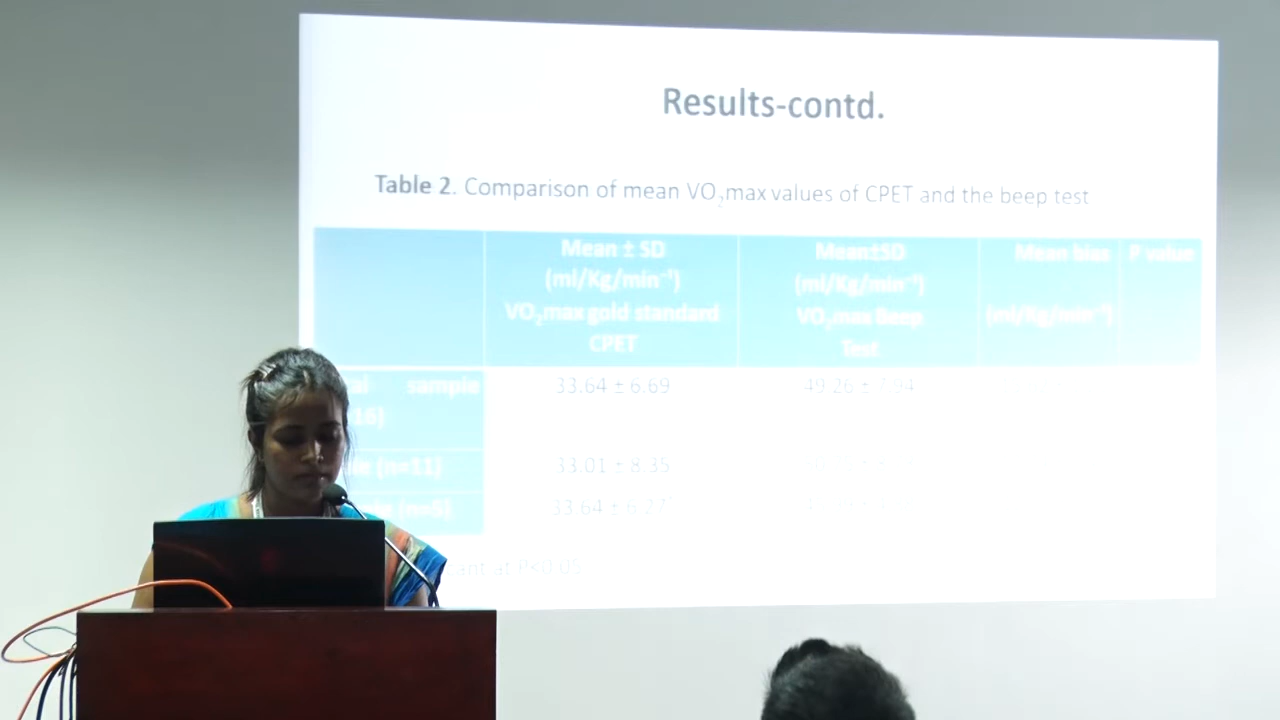 Results-contd.
Table 2. Comparison of mean VO₂max values of CPET and the beep test
Mean ± SD
(ml/Kg/min⁻¹)
VO₂max gold standard
CPET
Mean±SD
(ml/Kg/min⁻¹)
VO₂max Beep
Test
Mean bias
(ml/Kg/min⁻¹)
P value
sample 33.64 ± 6.69 49.26 ± 7.94
(n=11) 33.01 ± 8.35
(n=5) 33.64 ± 6.27
at P<0.05